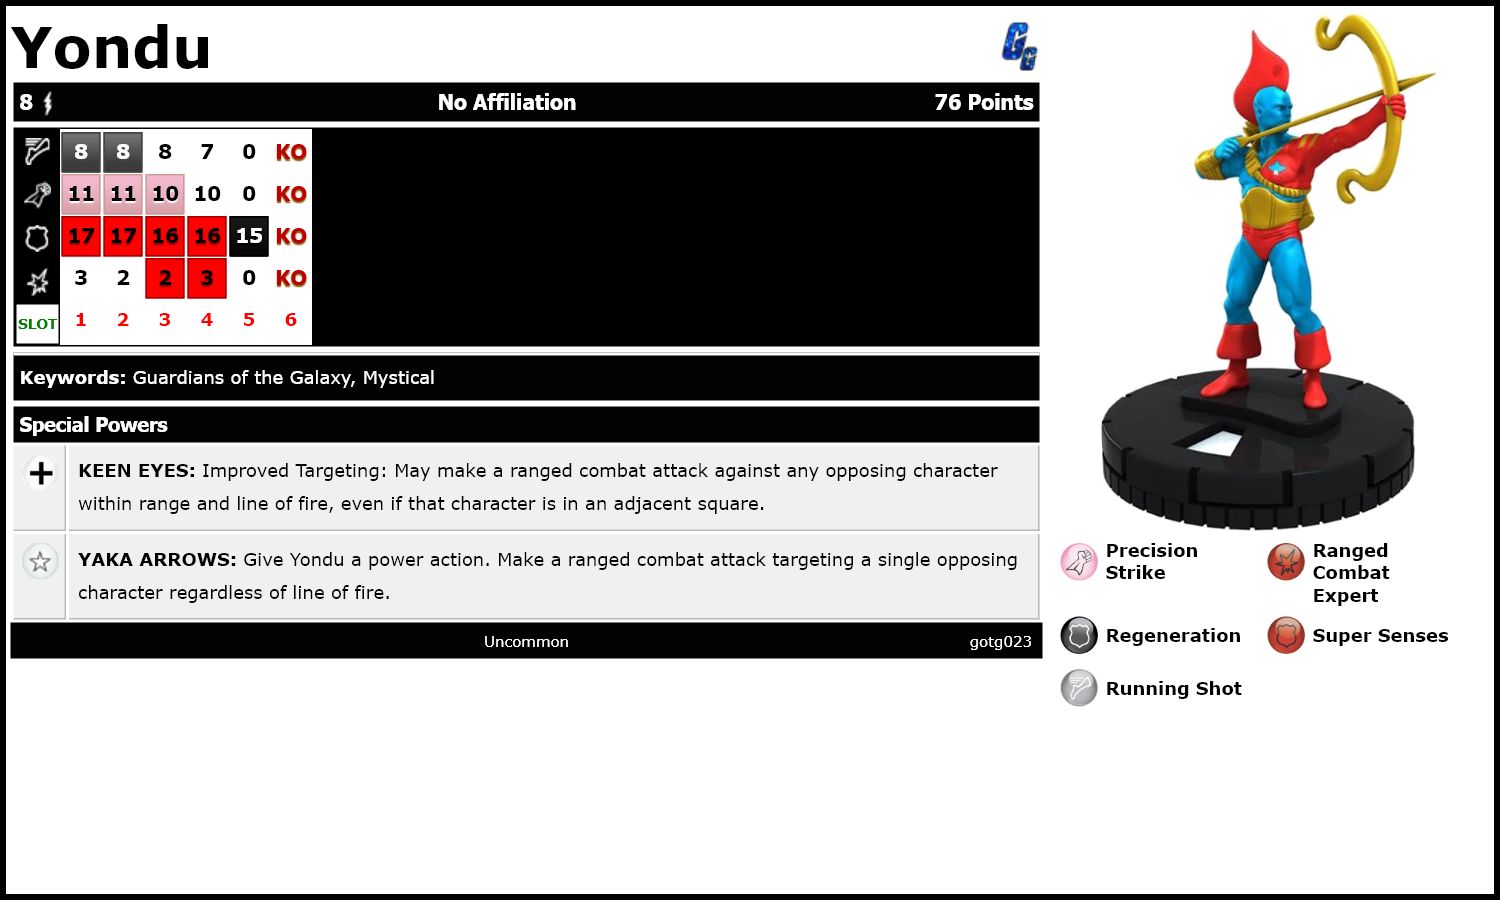 Yondu
GG
8 No Affiliation 76 Points
8 8 8 7 0 KO
11 11 10 10 0 KO
17 17 16 16 15 KO
3 2 2 3 0 KO
SLOT 1 2 3 4 5 6
Keywords: Guardians of the Galaxy, Mystical
Special Powers
KEEN EYES: Improved Targeting: May make a ranged combat attack against any opposing character
within range and line of fire, even if that character is in an adjacent square.
YAKA ARROWS: Give Yondu a power action. Make a ranged combat attack targeting a single opposing
character regardless of line of fire.
Uncommon gotg023
Precision
Strike
Ranged
Combat
Expert
Regeneration
Super Senses
Running Shot